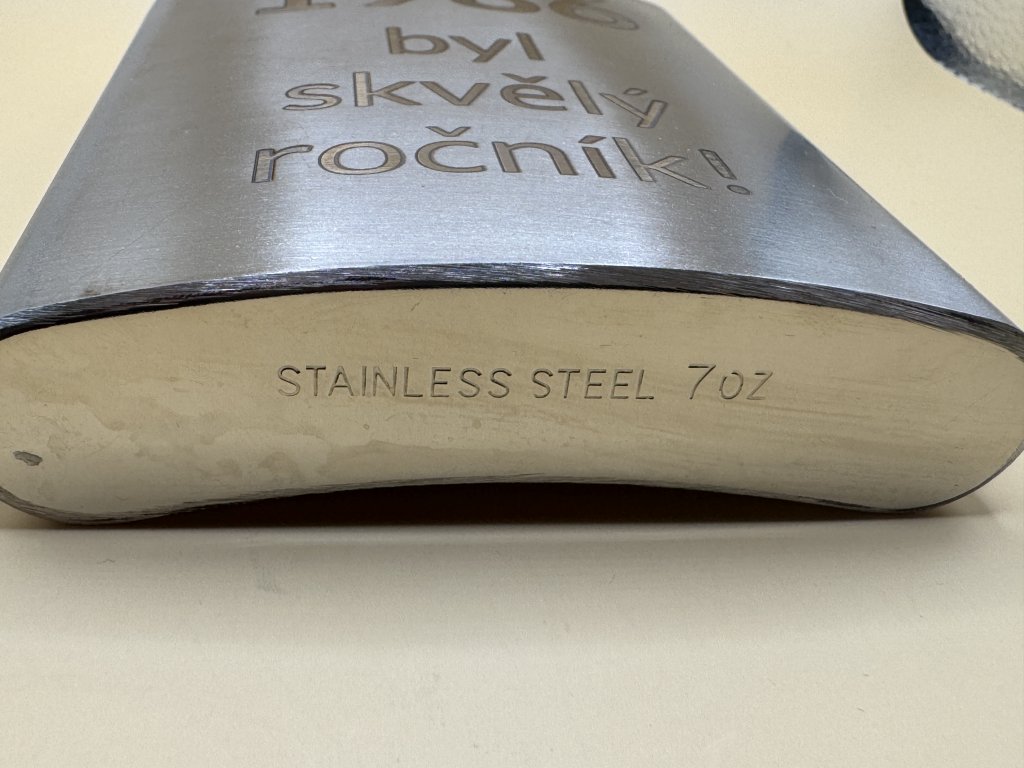 byl
skvělý
ročník!
STAINLESS STEEL 7OZ